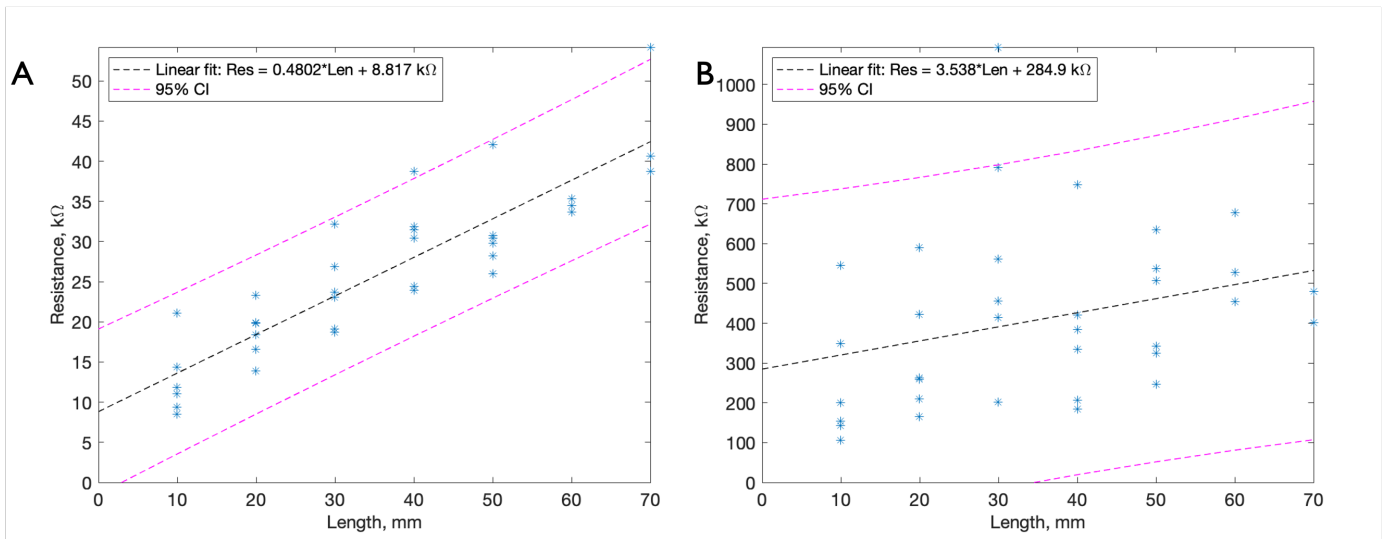 A
Linear fit: Res = 0.4802*Len + 8.817 kΩ
95% CI
50
45
40
35
30
25
20
15
10
5
0
Resistance, kΩ
0 10 20 30 40 50 60 70
Length, mm
B
Linear fit: Res = 3.538*Len + 284.9 kΩ
95% CI
1000
900
800
700
600
500
400
300
200
100
0
Resistance, kΩ
0 10 20 30 40 50 60 70
Length, mm